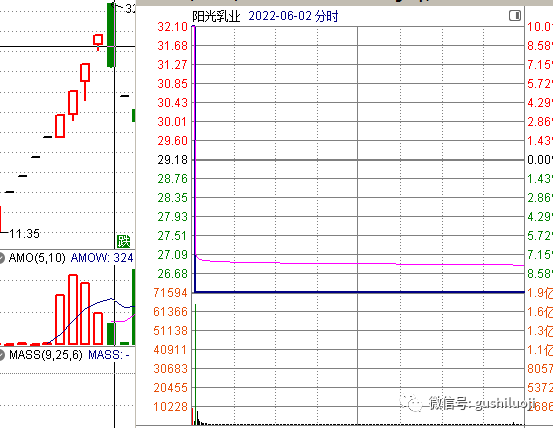 阳光乳业 2022-06-02 分时
32.10 10.0
31.68 8.58%
31.27 7.15%
30.85 5.72%
30.43 4.29%
30.01 2.86%
29.60 1.43%
29.18 0.00%
28.76 1.43%
28.35 2.86%
27.93 4.29%
27.51 5.72%
27.09 7.15%
26.68 8.58%
71594 1.9亿
61366 1.6亿
51138 1.3亿
40911 1.1亿
30683 8057
20455
10228 2686
11.35
跌
AMO(5,10) AMOW: 324
MASS(9,25,6) MASS: -
微信号: gushiluoji